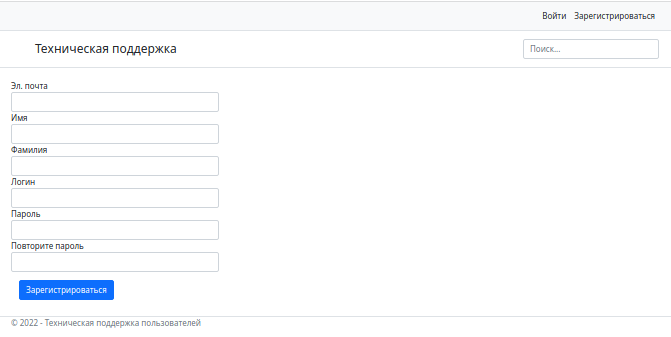 Войти Зарегистрироваться
Техническая поддержка
Поиск...
Эл. почта
Имя
Фамилия
Логин
Пароль
Повторите пароль
Зарегистрироваться
© 2022 - Техническая поддержка пользователей